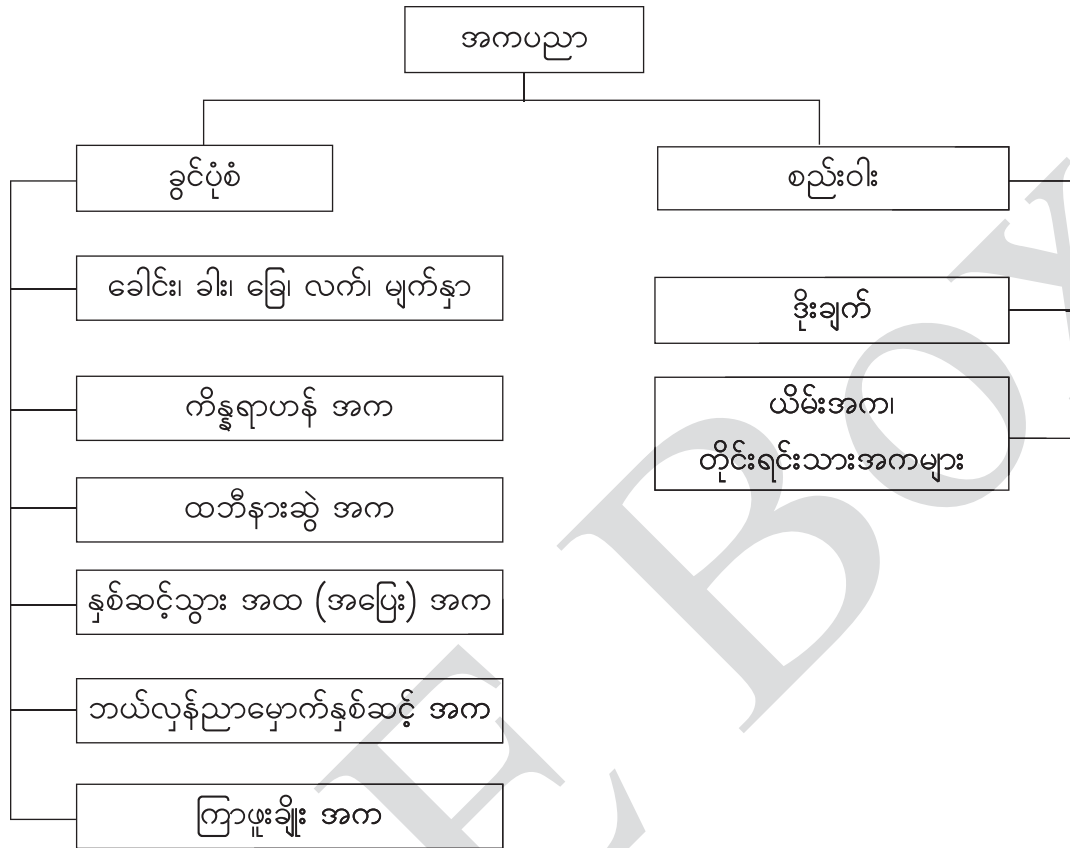 အကပညာ
ခွင်ပုံစံ
စည်းဝါး
ခေါင်း၊ ခါး၊ ခြေ၊ လက်၊ မျက်နှာ
ဒိုးချက်
ကိန္နရာဟန် အက
ယိမ်းအက၊
တိုင်းရင်းသားအကများ
ထဘီနားဆွဲ အက
နှစ်ဆင့်သွား အထ (အပြေး) အက
ဘယ်လှန်ညာမှောက်နှစ်ဆင့် အက
ကြာဖူးချိုး အက
E BOX